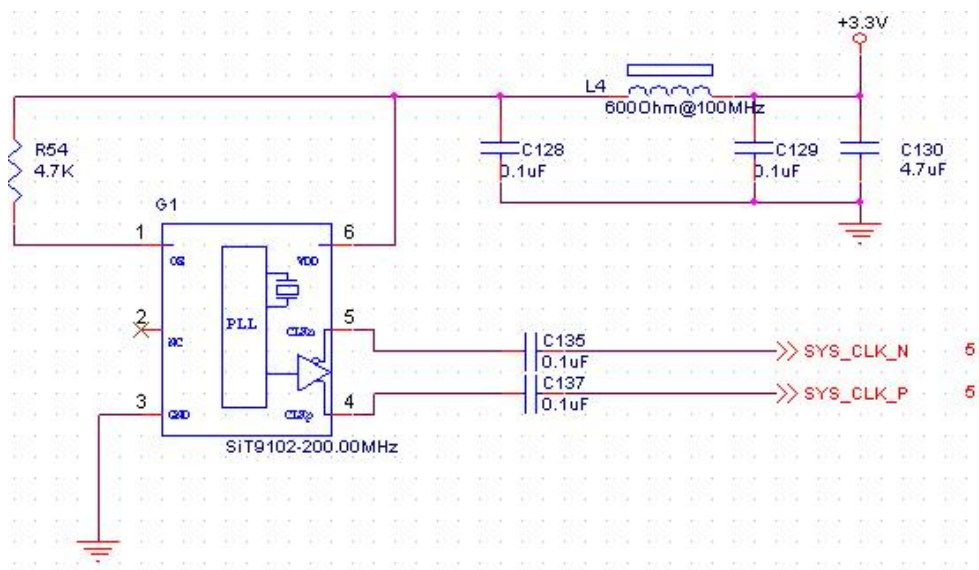 +3.3V
L4
600Ohm@100MHz
R54
4.7K
C128
0.1uF
C129
0.1uF
C130
4.7uF
G1
1
6
OE
VDD
2
5
NC
PLL
CLKn
C135
0.1uF
SYS_CLK_N
5
3
4
GND
CLKp
C137
0.1uF
SYS_CLK_P
5
SiT9102-200.00MHz